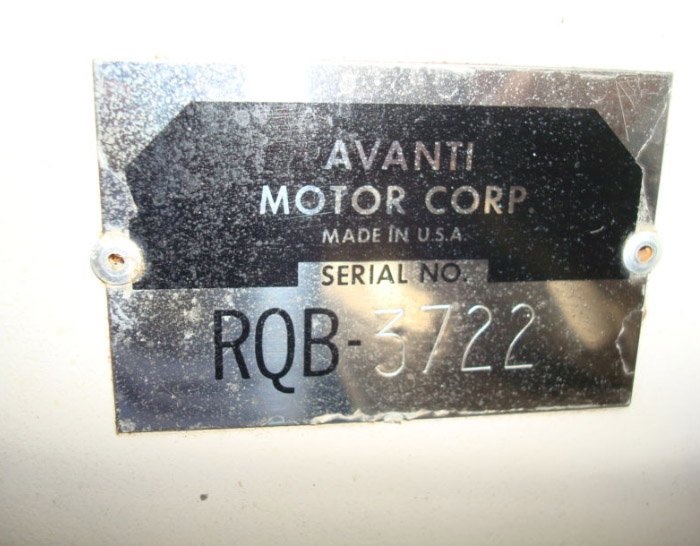 AVANTI
MOTOR CORP.
MADE IN U.S.A.
SERIAL NO.
RQB-3722